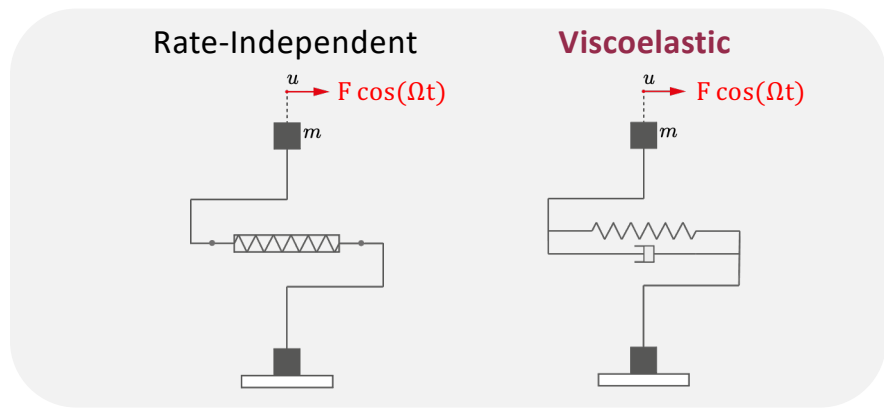 Rate-Independent
Viscoelastic
u
F cos(Ωt)
m
u
F cos(Ωt)
m